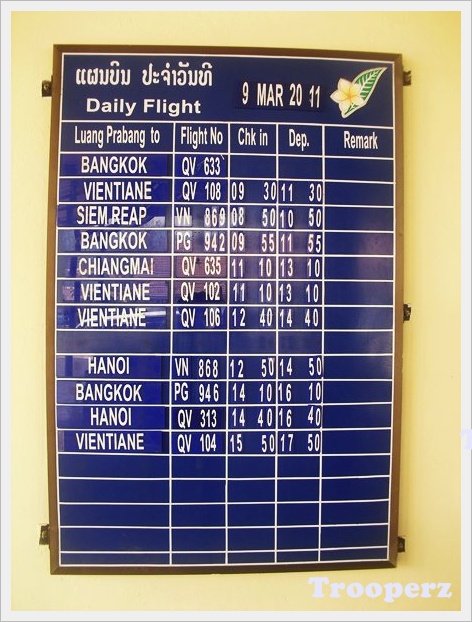 ແຜນບິນ ປະຈຳວັນທີ
Daily Flight 9 MAR 20 11
Luang Prabang to Flight No Chk in Dep. Remark
BANGKOK QV 633
VIENTIANE QV 108 09 30 11 30
SIEM REAP VN 869 08 50 10 50
BANGKOK PG 942 09 55 11 55
CHIANGMAI QV 635 11 10 13 10
VIENTIANE QV 102 11 10 13 10
VIENTIANE QV 106 12 40 14 40
HANOI VN 868 12 50 14 50
BANGKOK PG 946 14 10 16 10
HANOI QV 313 14 40 16 40
VIENTIANE QV 104 15 50 17 50
Trooperz